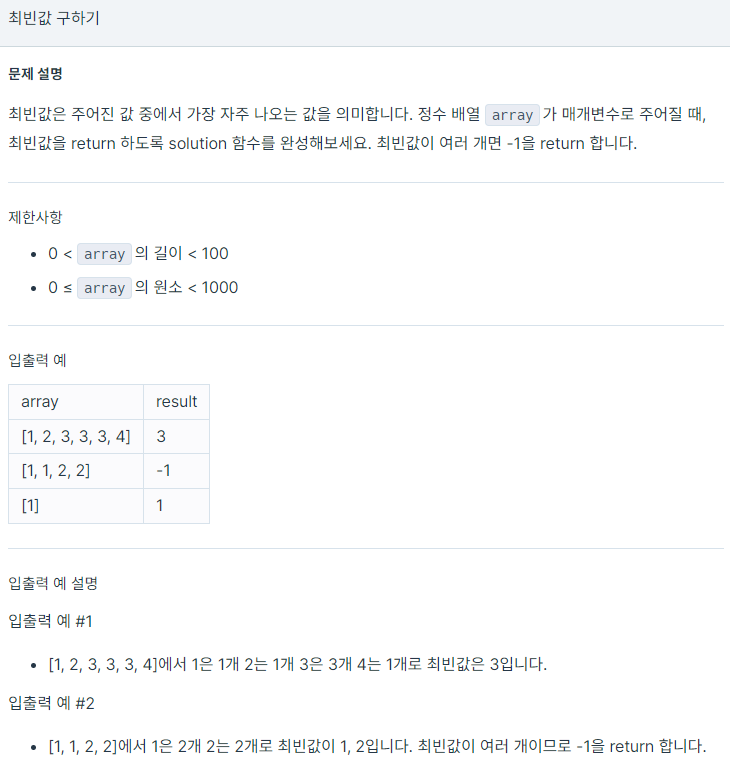 최빈값 구하기
문제 설명
최빈값은 주어진 값 중에서 가장 자주 나오는 값을 의미합니다. 정수 배열 array 가 매개변수로 주어질 때,
최빈값을 return 하도록 solution 함수를 완성해보세요. 최빈값이 여러 개면 -1을 return 합니다.
제한사항
• 0 < array 의 길이 < 100
• 0 ≤ array 의 원소 < 1000
입출력 예
array result
[1, 2, 3, 3, 3, 4] 3
[1, 1, 2, 2] -1
[1] 1
입출력 예 설명
입출력 예 #1
• [1, 2, 3, 3, 3, 4]에서 1은 1개 2는 1개 3은 3개 4는 1개로 최빈값은 3입니다.
입출력 예 #2
• [1, 1, 2, 2]에서 1은 2개 2는 2개로 최빈값이 1, 2입니다. 최빈값이 여러 개이므로 -1을 return 합니다.